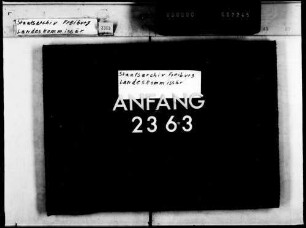 Staatsarchiv Freiburg
Landeskommissär
Staatsarchiv Freiburg
Landeskommissär
ANFANG
2363